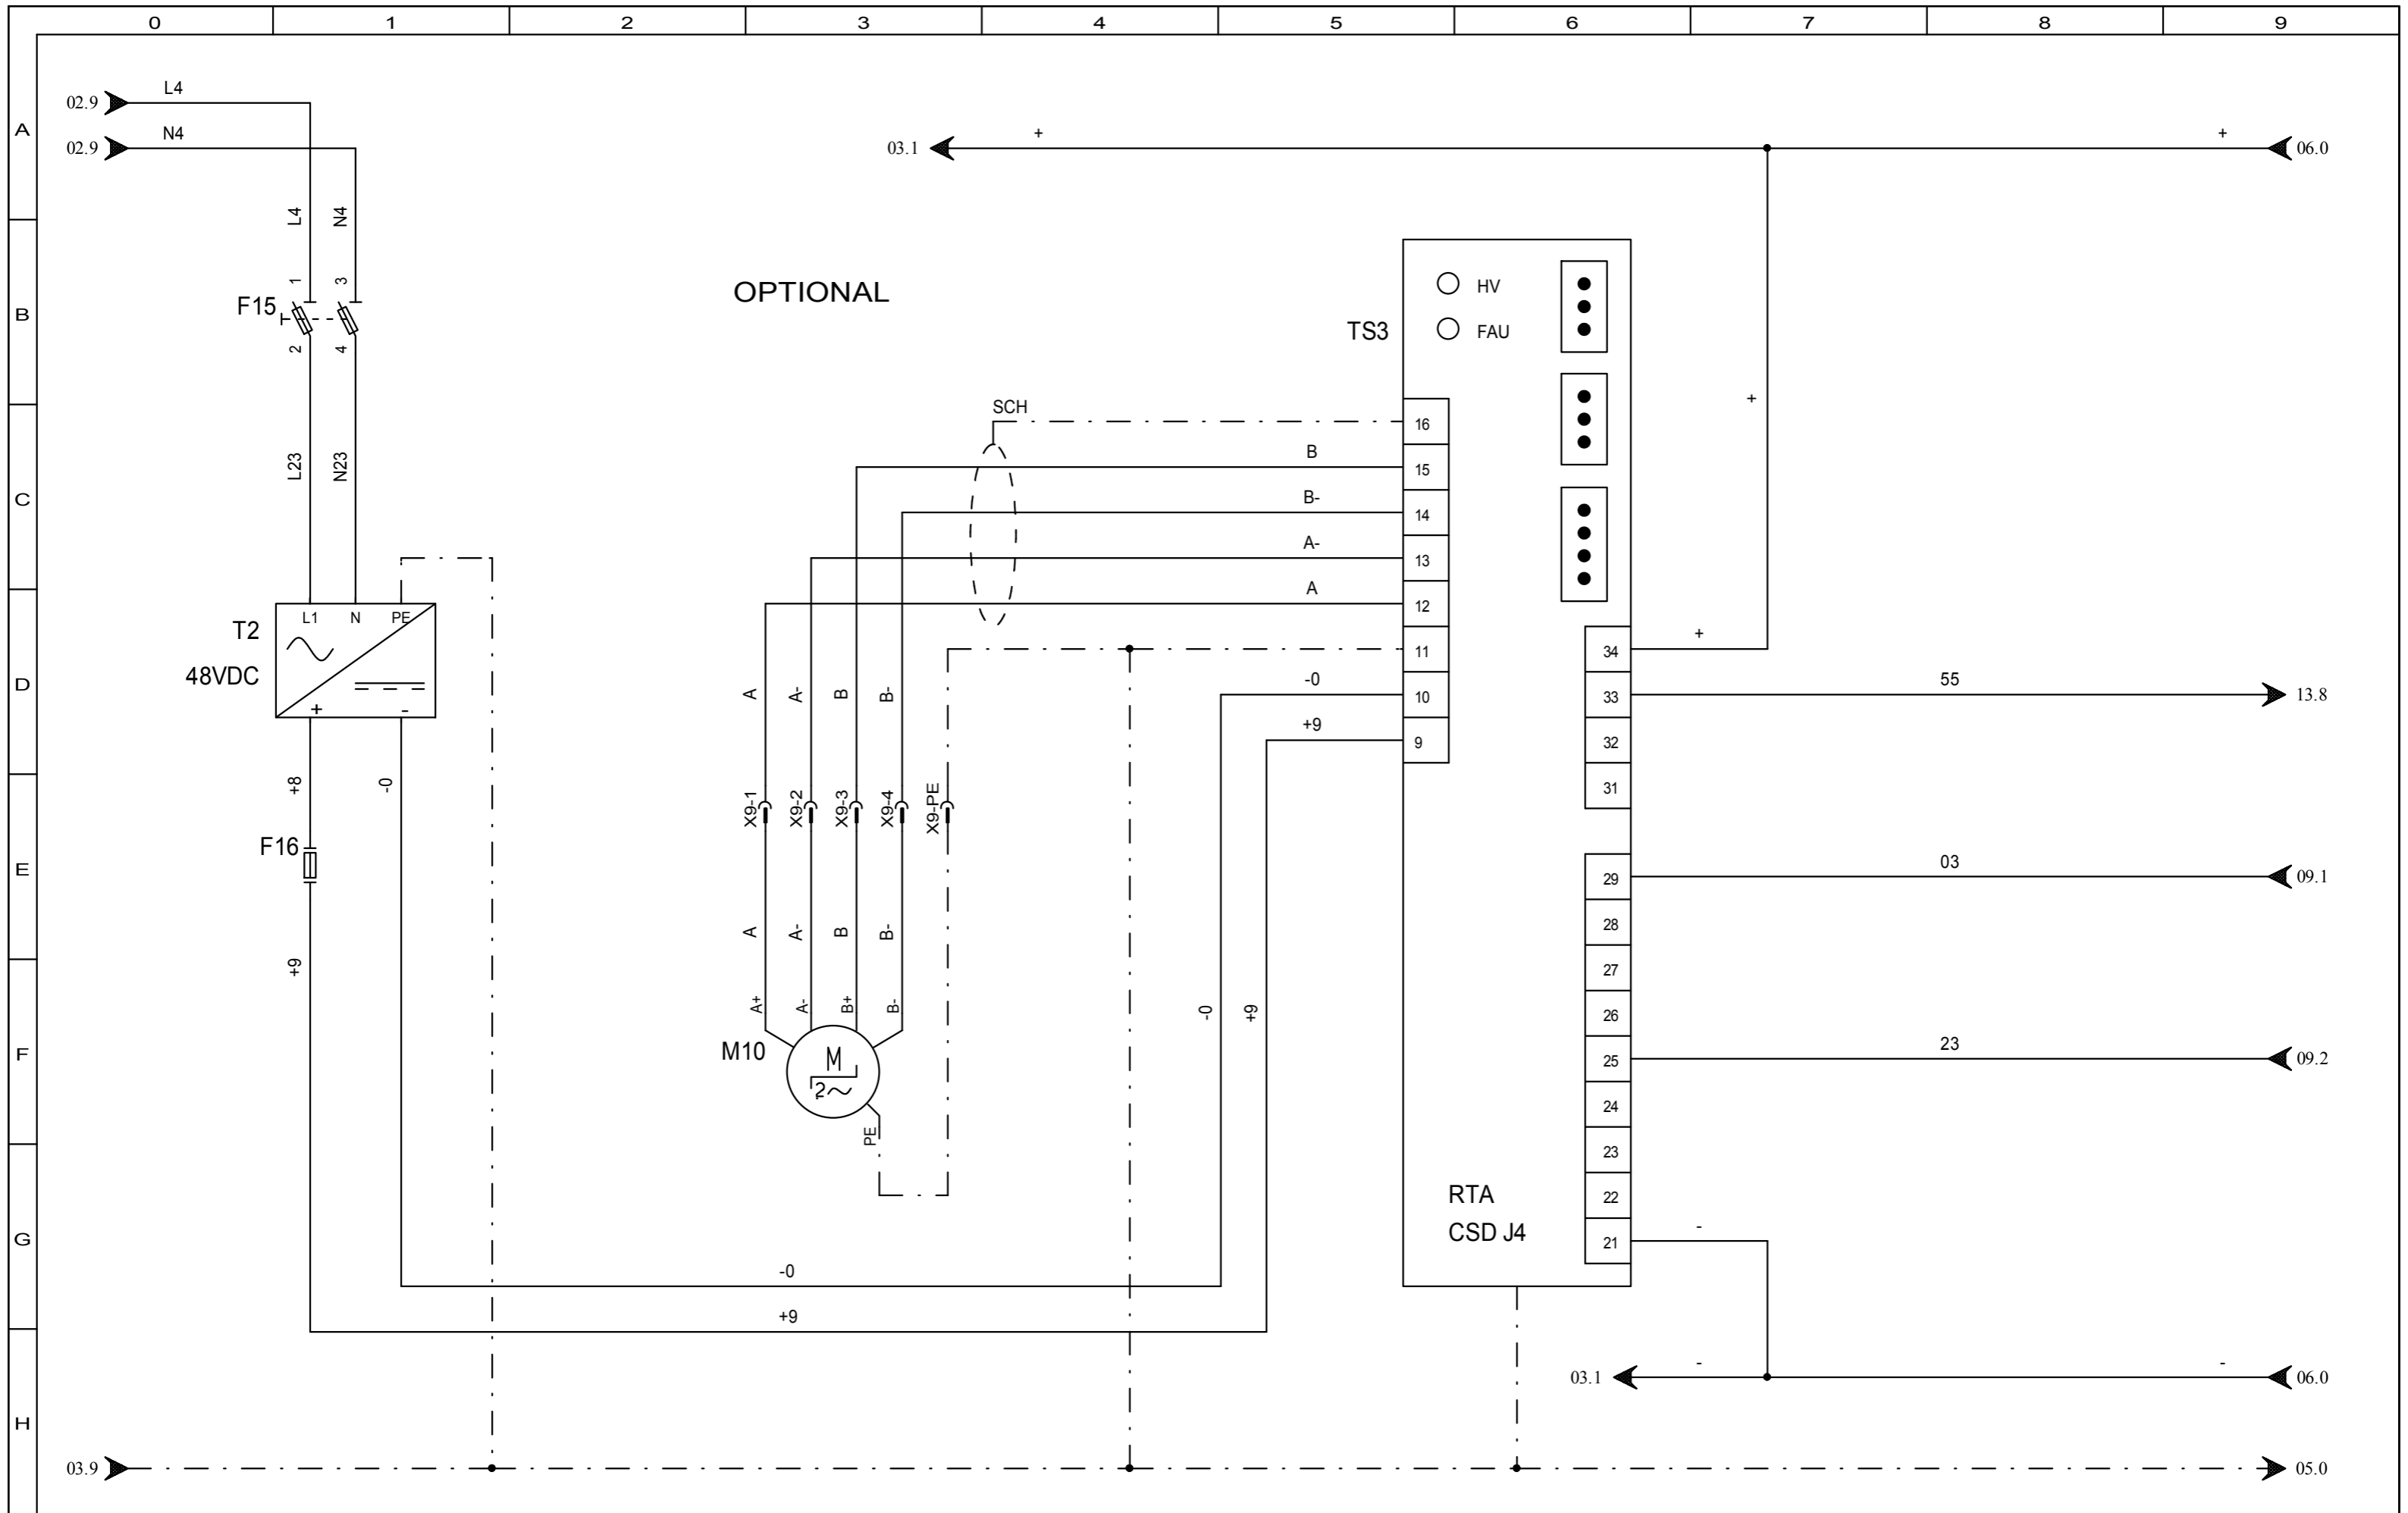 0 1 2 3 4 5 6 7 8 9
A
B
C
D
E
F
G
H
02.9 L4
02.9 N4
03.1 + + 06.0
L4 N4
1 3
F15
2 4
L23 N23
OPTIONAL
TS3
HV
FAU
+
SCH 16
B 15
B- 14
A- 13
A 12
11
-0 10
+9 9
L1 N PE
T2
48VDC
+ -
+8 -0
F16
+9
A A- B B-
X9-1 X9-2 X9-3 X9-4 X9-PE
A A- B B-
A+ A- B+ B-
M10
M
2
PE
-0 +9
34 +
33 55 13.8
32
31
29 03 09.1
28
27
26
25 23 09.2
24
23
22
21 -
RTA
CSD J4
-0
+9
03.1 - - 06.0
03.9 05.0